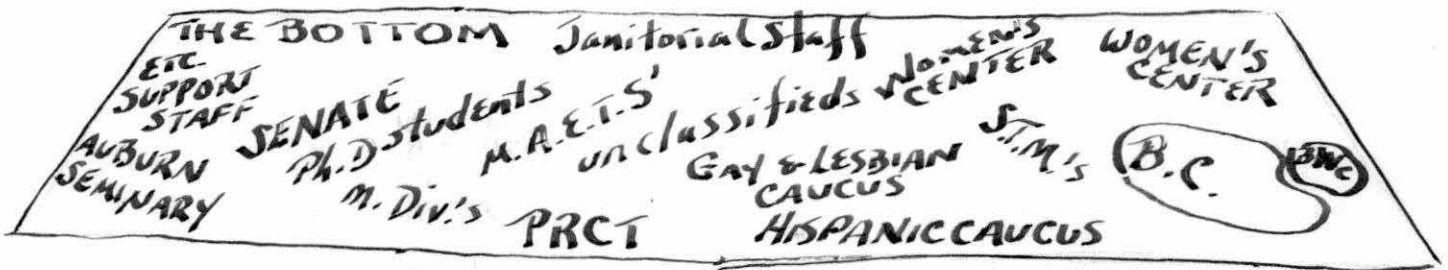 THE BOTTOM
Janitorial Staff
WOMEN'S
CENTER
WOMEN'S
CENTER
ETC.
SUPPORT
STAFF
SENATE
Ph.D students
M.A.E.T.S'
unclassifieds
S.T.M.'s
B.C.
BWC
AUBURN
SEMINARY
M. Div.'s
GAY & LESBIAN
CAUCUS
PRCT
HISPANIC CAUCUS